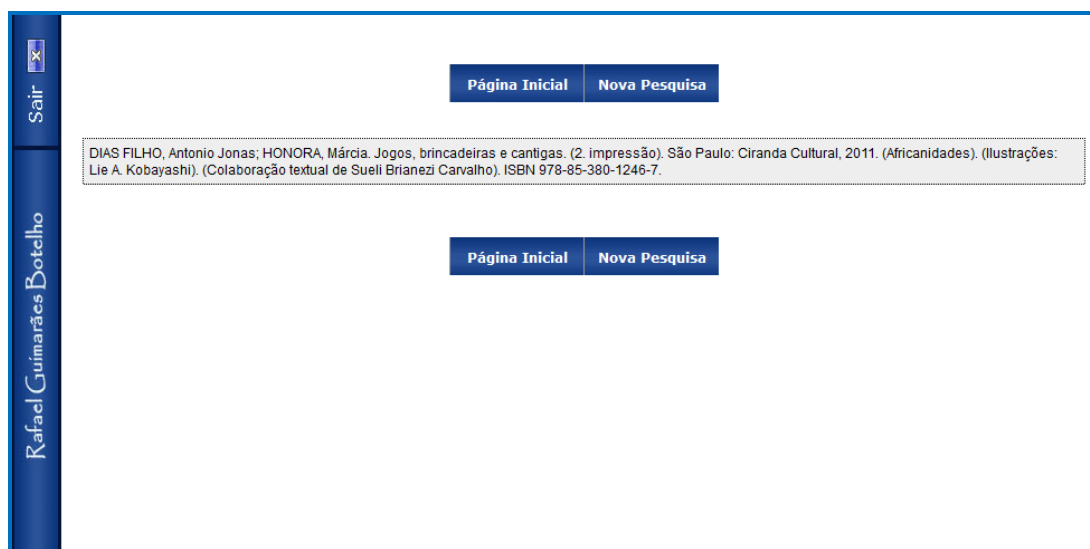 Sair
Rafael Guimarães Botelho
Página Inicial Nova Pesquisa
DIAS FILHO, Antonio Jonas; HONORA, Márcia. Jogos, brincadeiras e cantigas. (2. impressão). São Paulo: Ciranda Cultural, 2011. (Africanidades). (Ilustrações:
Lie A. Kobayashi). (Colaboração textual de Sueli Brianezi Carvalho). ISBN 978-85-380-1246-7.
Página Inicial Nova Pesquisa